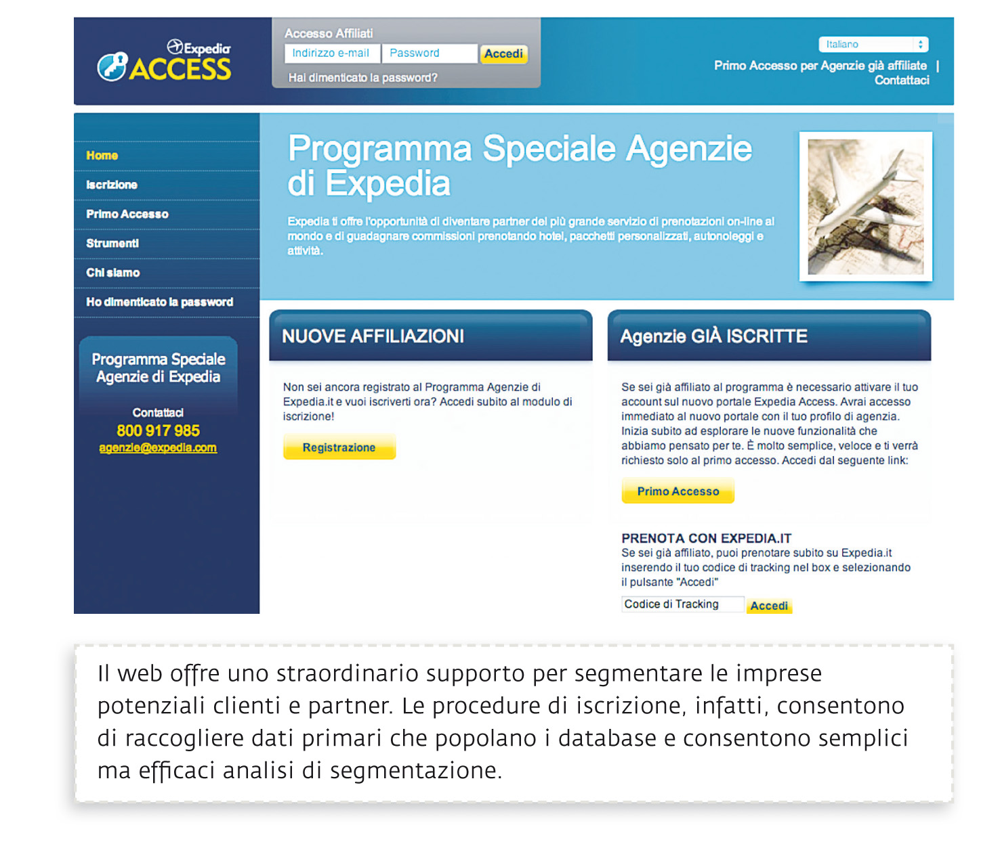 Expedia
ACCESS
Accesso Affiliati
Indirizzo e-mail
Password
Accedi
Hai dimenticato la password?
Italiano
Primo Accesso per Agenzie già affiliate |
Contattaci
Home
Iscrizione
Primo Accesso
Strumenti
Chi siamo
Ho dimenticato la password
Programma Speciale
Agenzie di Expedia
Contattaci
800 917 985
agenzie@expedia.com
Programma Speciale Agenzie
di Expedia
Expedia ti offre l'opportunità di diventare partner del più grande servizio di prenotazioni on-line al
mondo e di guadagnare commissioni prenotando hotel, pacchetti personalizzati, autonoleggi e
attività.
NUOVE AFFILIAZIONI
Non sei ancora registrato al Programma Agenzie di
Expedia.it e vuoi iscriverti ora? Accedi subito al modulo di
iscrizione!
Registrazione
Agenzie GIÀ ISCRITTE
Se sei già affiliato al programma è necessario attivare il tuo
account sul nuovo portale Expedia Access. Avrai accesso
immediato al nuovo portale con il tuo profilo di agenzia.
Inizia subito ad esplorare le nuove funzionalità che
abbiamo pensato per te. È molto semplice, veloce e ti verrà
richiesto solo al primo accesso. Accedi dal seguente link:
Primo Accesso
PRENOTA CON EXPEDIA.IT
Se sei già affiliato, puoi prenotare subito su Expedia.it
inserendo il tuo codice di tracking nel box e selezionando
il pulsante "Accedi"
Codice di Tracking
Accedi
Il web offre uno straordinario supporto per segmentare le imprese
potenziali clienti e partner. Le procedure di iscrizione, infatti, consentono
di raccogliere dati primari che popolano i database e consentono semplici
ma efficaci analisi di segmentazione.